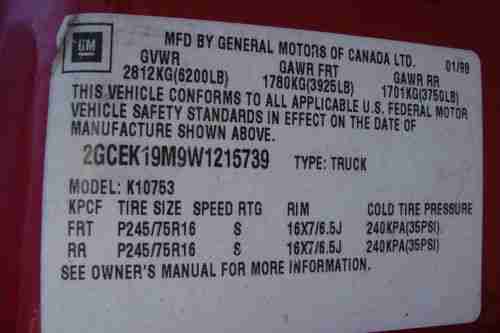 GM
MFD BY GENERAL MOTORS OF CANADA LTD. 01/99
GVWR GAWR FRT GAWR RR
2812KG(6200LB) 1780KG(3925LB) 1701KG(3750LB)
THIS VEHICLE CONFORMS TO ALL APPLICABLE U.S. FEDERAL MOTOR
VEHICLE SAFETY STANDARDS IN EFFECT ON THE DATE OF
MANUFACTURE SHOWN ABOVE.
2GCEK19M9W1215739 TYPE: TRUCK
MODEL: K10753
KPCF TIRE SIZE SPEED RTG RIM COLD TIRE PRESSURE
FRT P245/75R16 S 16X7/6.5J 240KPA(35PSI)
RR P245/75R16 S 16X7/6.5J 240KPA(35PSI)
SEE OWNER'S MANUAL FOR MORE INFORMATION.